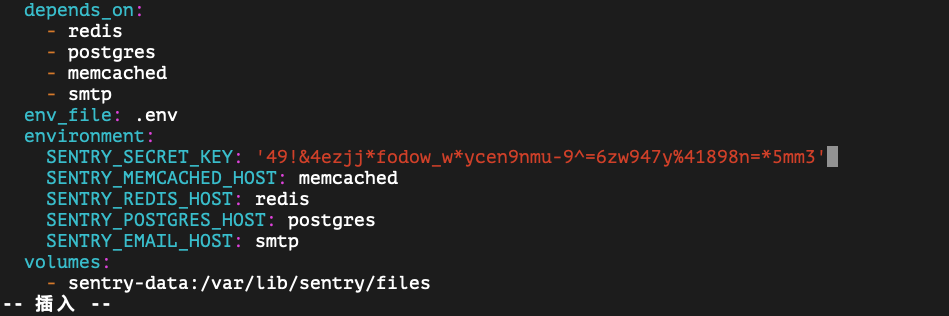 depends_on:
- redis
- postgres
- memcached
- smtp
env_file: .env
environment:
SENTRY_SECRET_KEY: '49!&4ezjj*fodow_w*ycen9nmu-9^=6zw947y%41898n=*5mm3'
SENTRY_MEMCACHED_HOST: memcached
SENTRY_REDIS_HOST: redis
SENTRY_POSTGRES_HOST: postgres
SENTRY_EMAIL_HOST: smtp
volumes:
- sentry-data:/var/lib/sentry/files
-- 插入 --